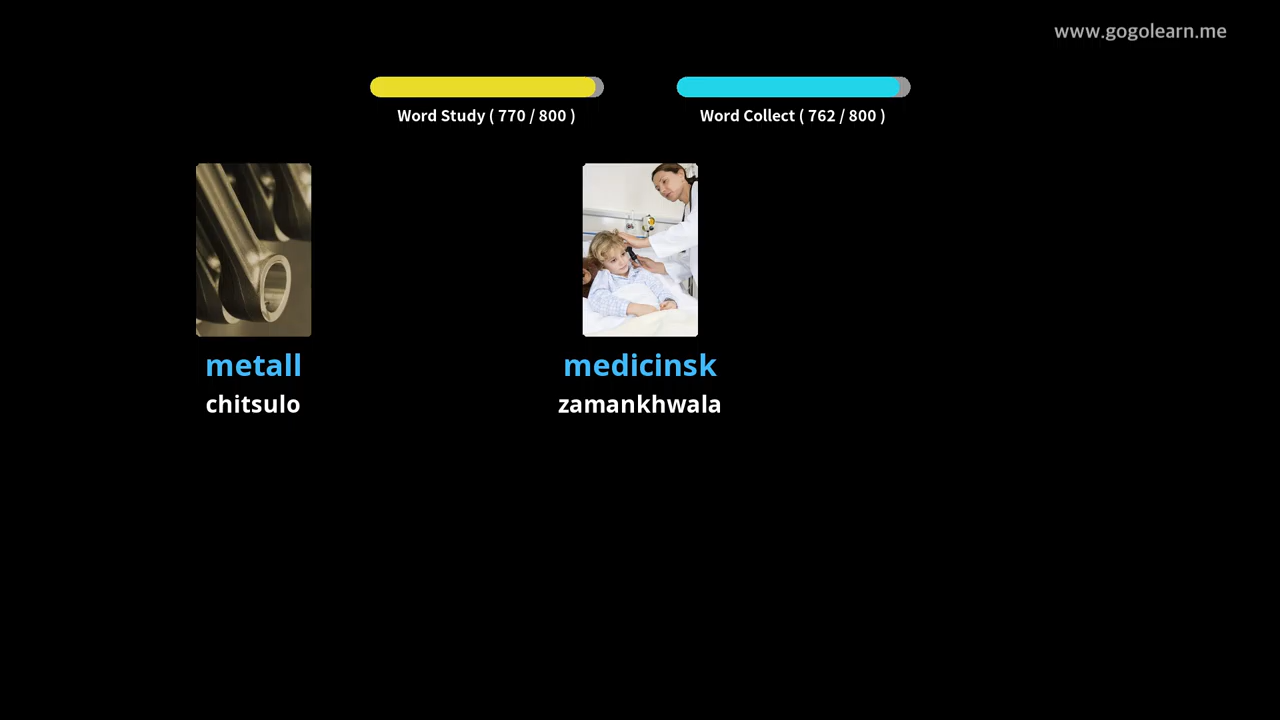 www.gogolearn.me
Word Study ( 770 / 800 )
Word Collect ( 762 / 800 )
metall
chitsulo
medicinsk
zamankhwala